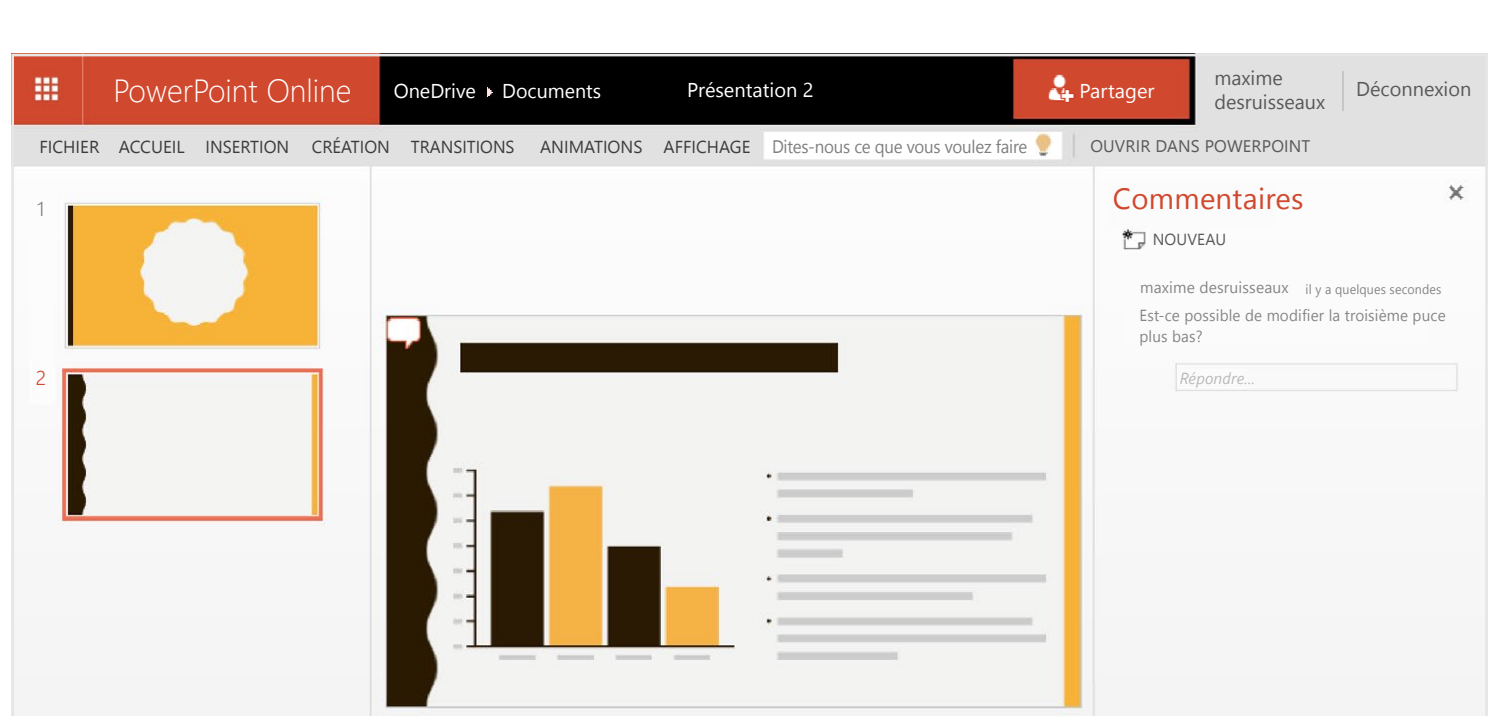 PowerPoint Online
OneDrive ▸ Documents
Présentation 2
Partager
maxime
desruisseaux
Déconnexion
FICHIER ACCUEIL INSERTION CRÉATION TRANSITIONS ANIMATIONS AFFICHAGE Dites-nous ce que vous voulez faire OUVRIR DANS POWERPOINT
1
2
Commentaires
NOUVEAU
maxime desruisseaux il y a quelques secondes
Est-ce possible de modifier la troisième puce
plus bas?
Répondre...